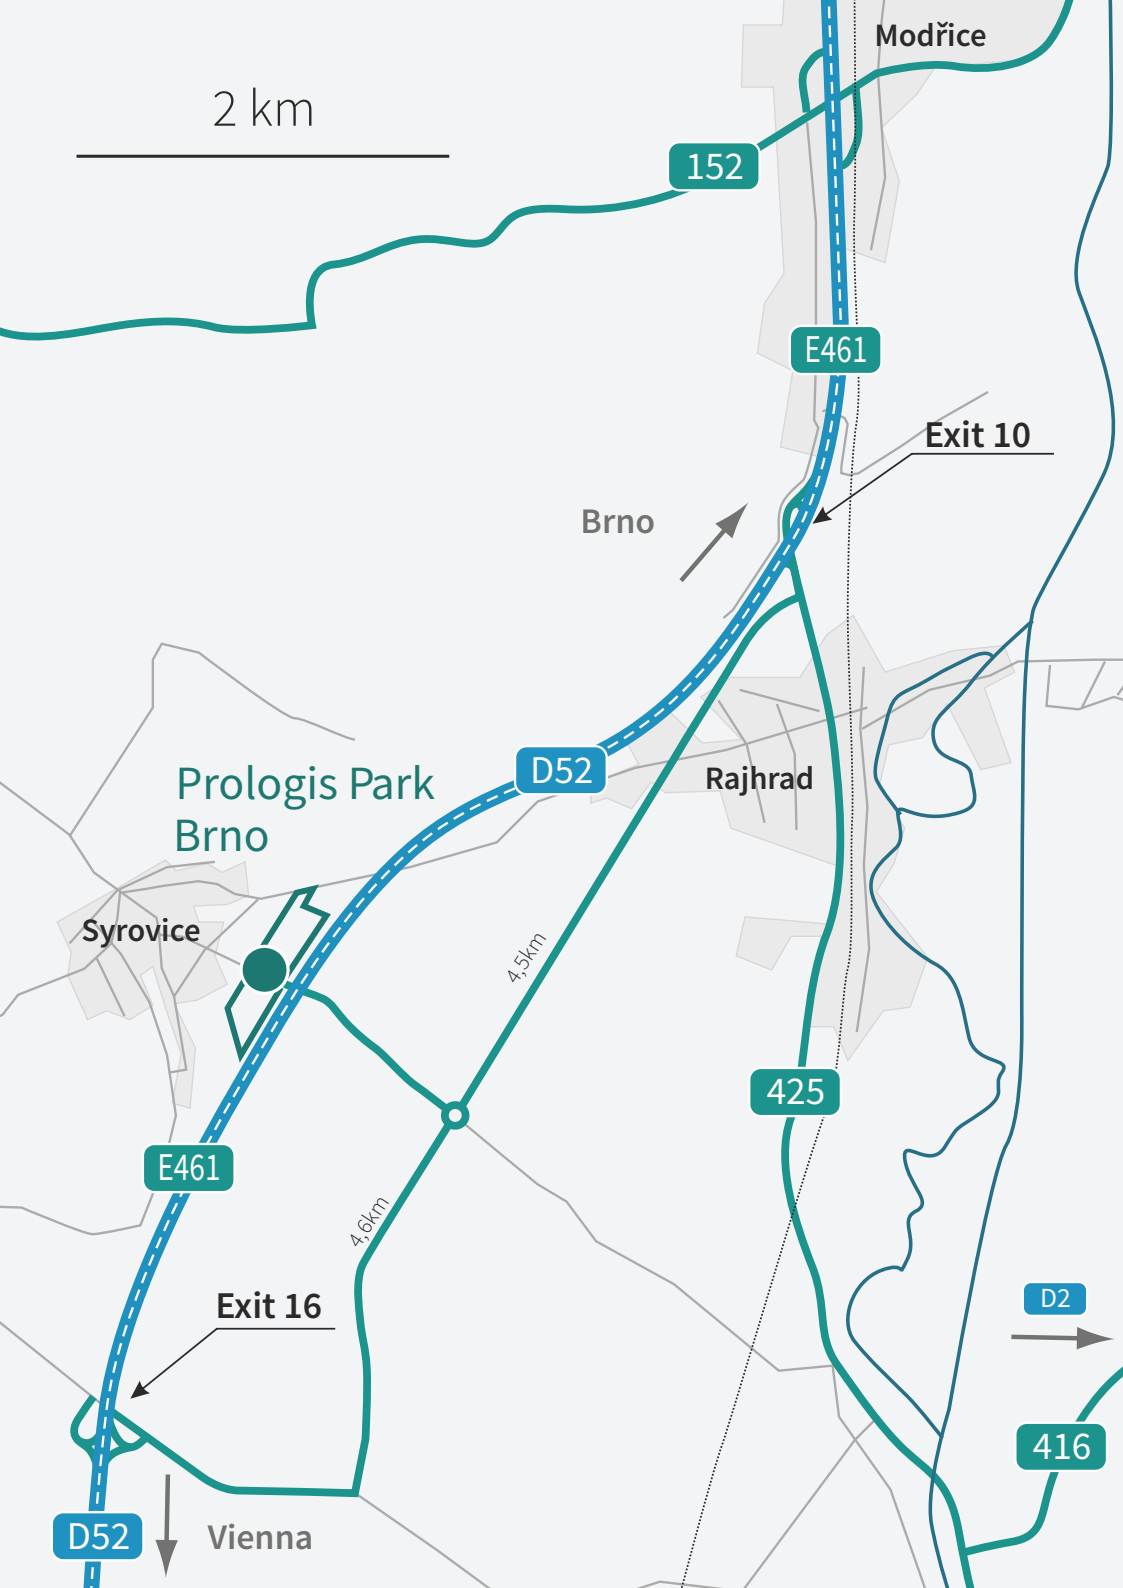 Modřice
2 km
152
E461
Exit 10
Brno
D52
Prologis Park
Brno
Rajhrad
Syrovice
4,5km
425
E461
4,6km
Exit 16
D2
416
D52
Vienna